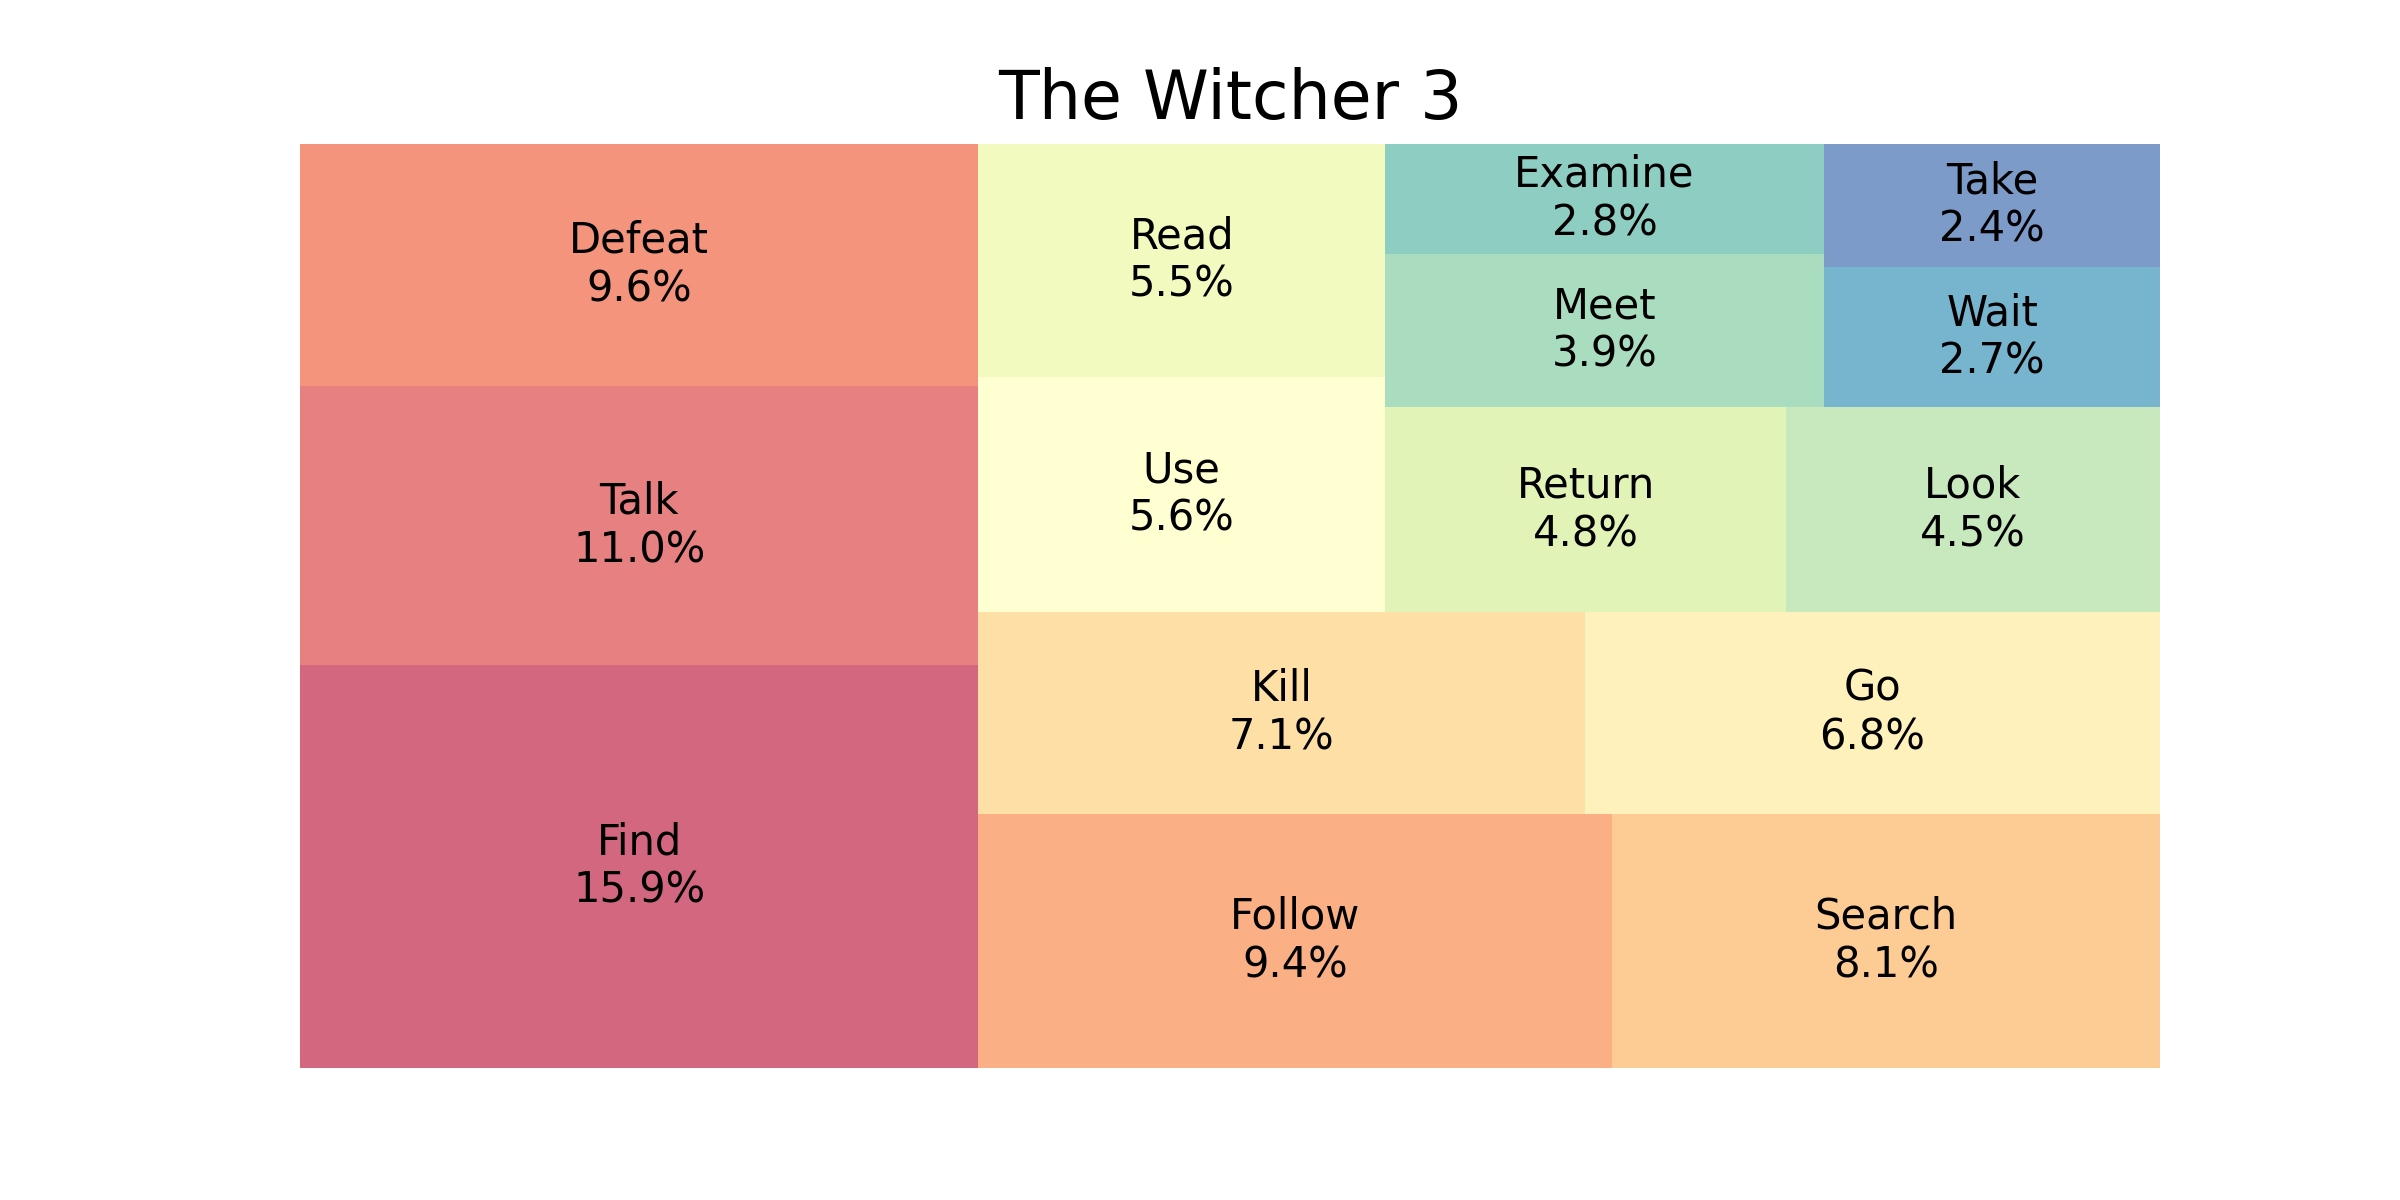 The Witcher 3
Defeat
9.6%
Talk
11.0%
Find
15.9%
Read
5.5%
Use
5.6%
Examine
2.8%
Meet
3.9%
Take
2.4%
Wait
2.7%
Return
4.8%
Look
4.5%
Kill
7.1%
Go
6.8%
Follow
9.4%
Search
8.1%